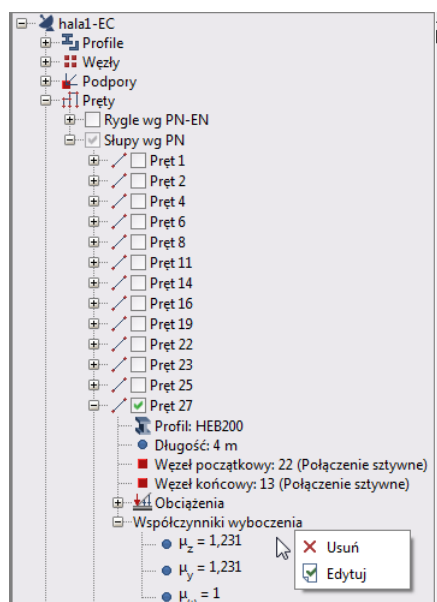 hala1-EC
Profile
Węzły
Podpory
Pręty
Rygle wg PN-EN
Słupy wg PN
Pręt 1
Pręt 2
Pręt 4
Pręt 6
Pręt 8
Pręt 11
Pręt 14
Pręt 16
Pręt 19
Pręt 22
Pręt 23
Pręt 25
Pręt 27
Profil: HEB200
Długość: 4 m
Węzeł początkowy: 22 (Połączenie sztywne)
Węzeł końcowy: 13 (Połączenie sztywne)
Obciążenia
Współczynniki wyboczenia
μz = 1,231
Usuń
μy = 1,231
Edytuj
μω = 1